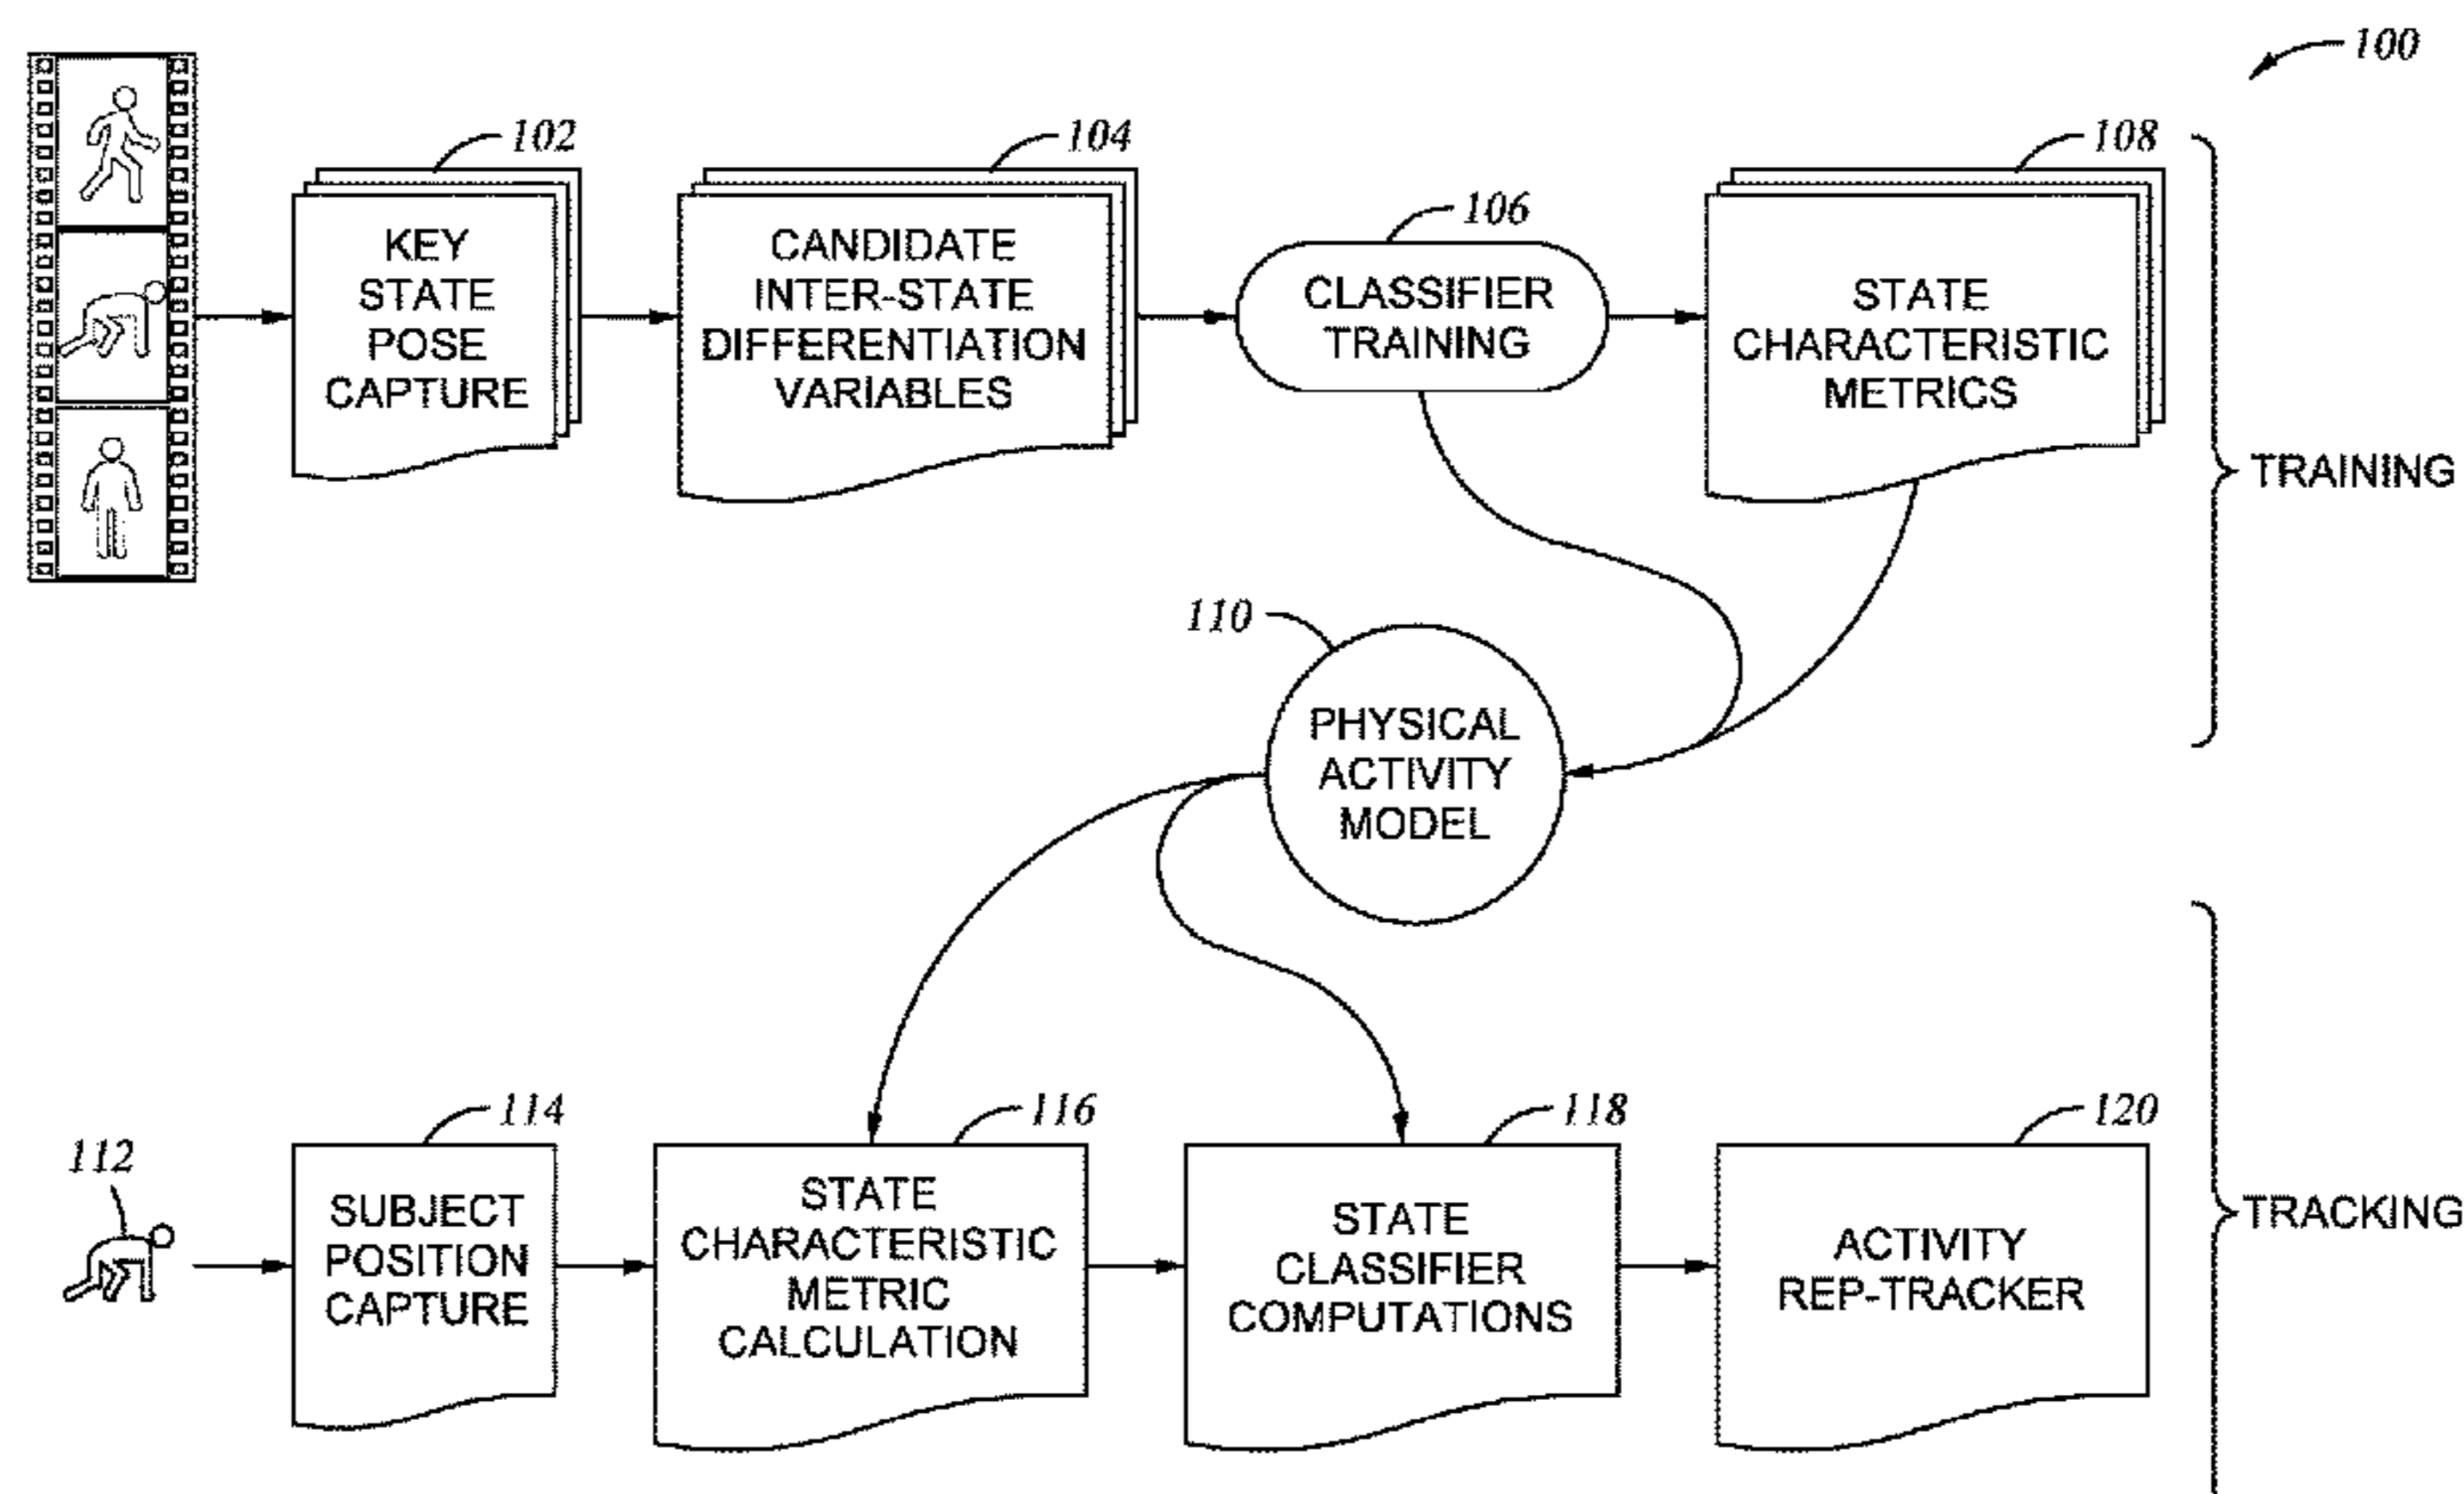 100
102
KEY
STATE
POSE
CAPTURE
104
CANDIDATE
INTER-STATE
DIFFERENTIATION
VARIABLES
106
CLASSIFIER
TRAINING
108
STATE
CHARACTERISTIC
METRICS
TRAINING
110
PHYSICAL
ACTIVITY
MODEL
112
114
SUBJECT
POSITION
CAPTURE
116
STATE
CHARACTERISTIC
METRIC
CALCULATION
118
STATE
CLASSIFIER
COMPUTATIONS
120
ACTIVITY
REP-TRACKER
TRACKING